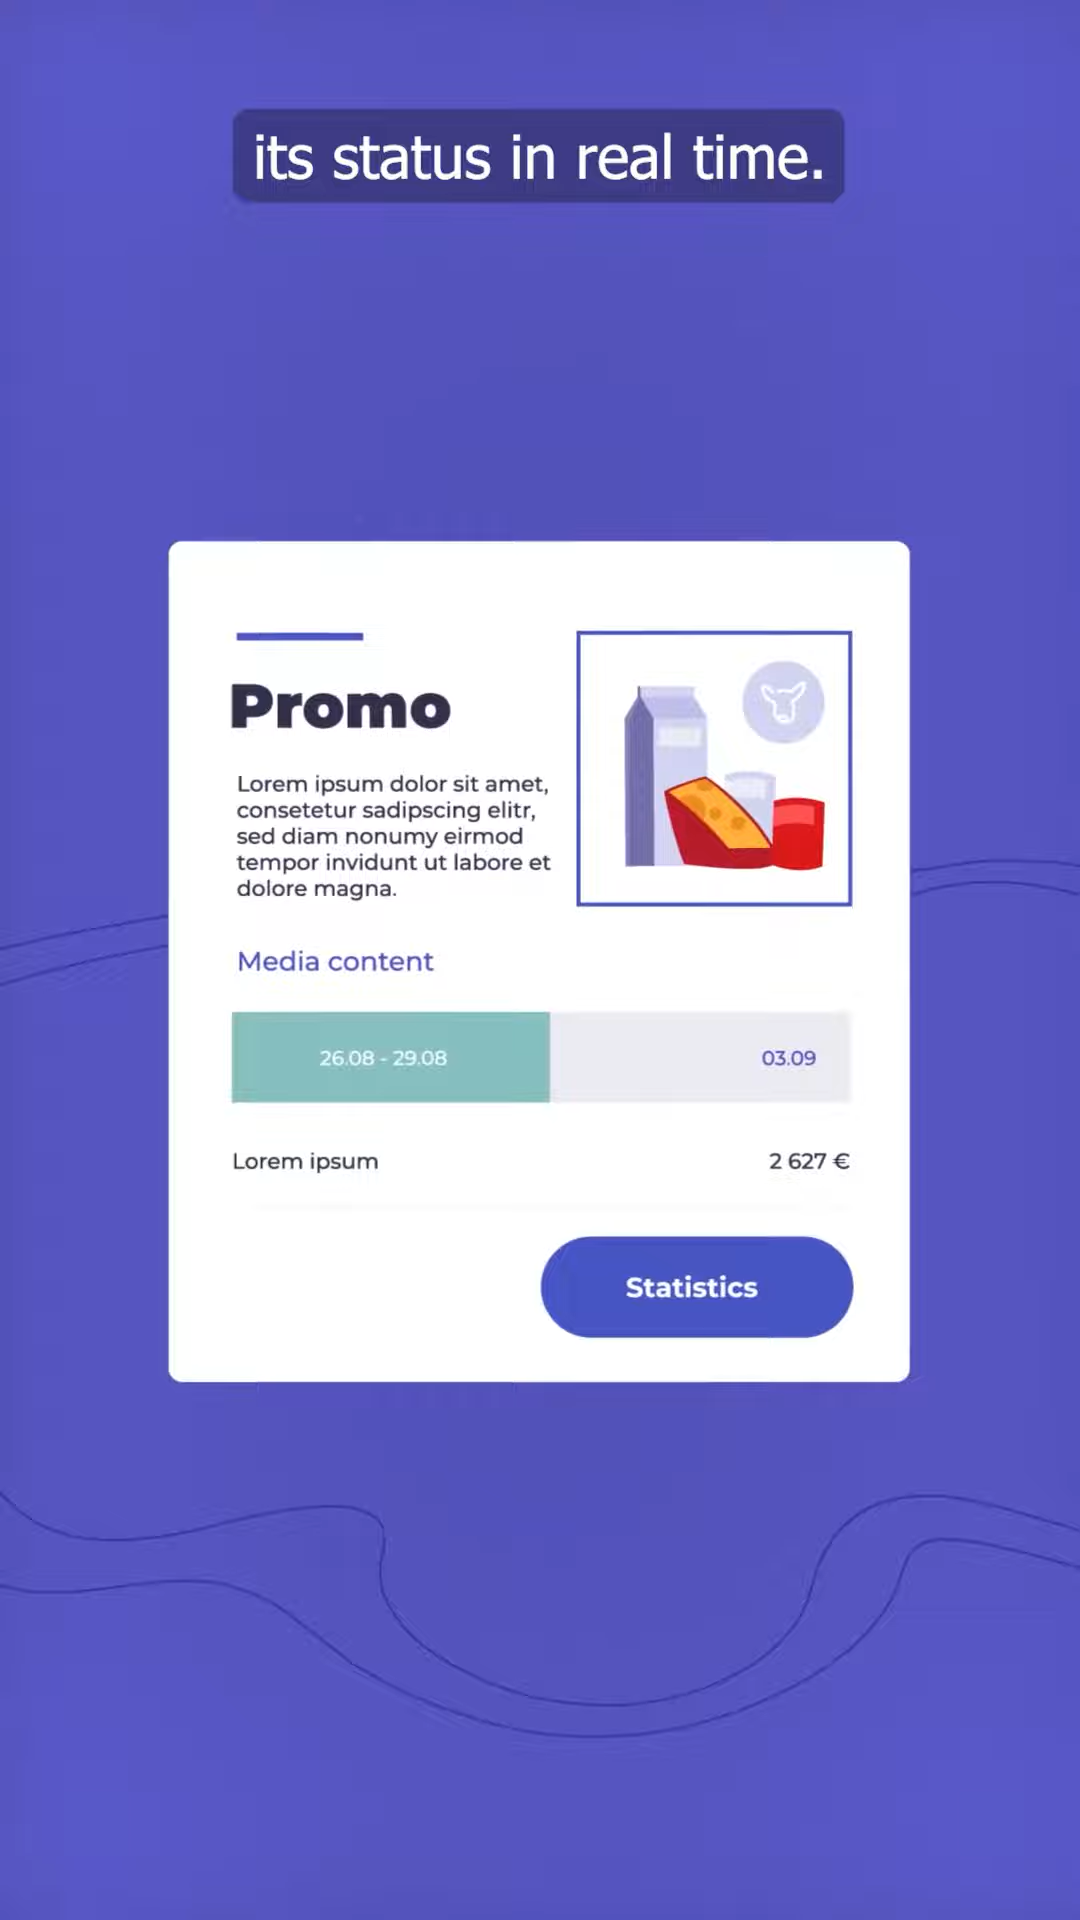 its status in real time.
Promo
Lorem ipsum dolor sit amet,
consetetur sadipscing elitr,
sed diam nonumy eirmod
tempor invidunt ut labore et
dolore magna.
Media content
26.08 - 29.08
03.09
Lorem ipsum
2 627 €
Statistics